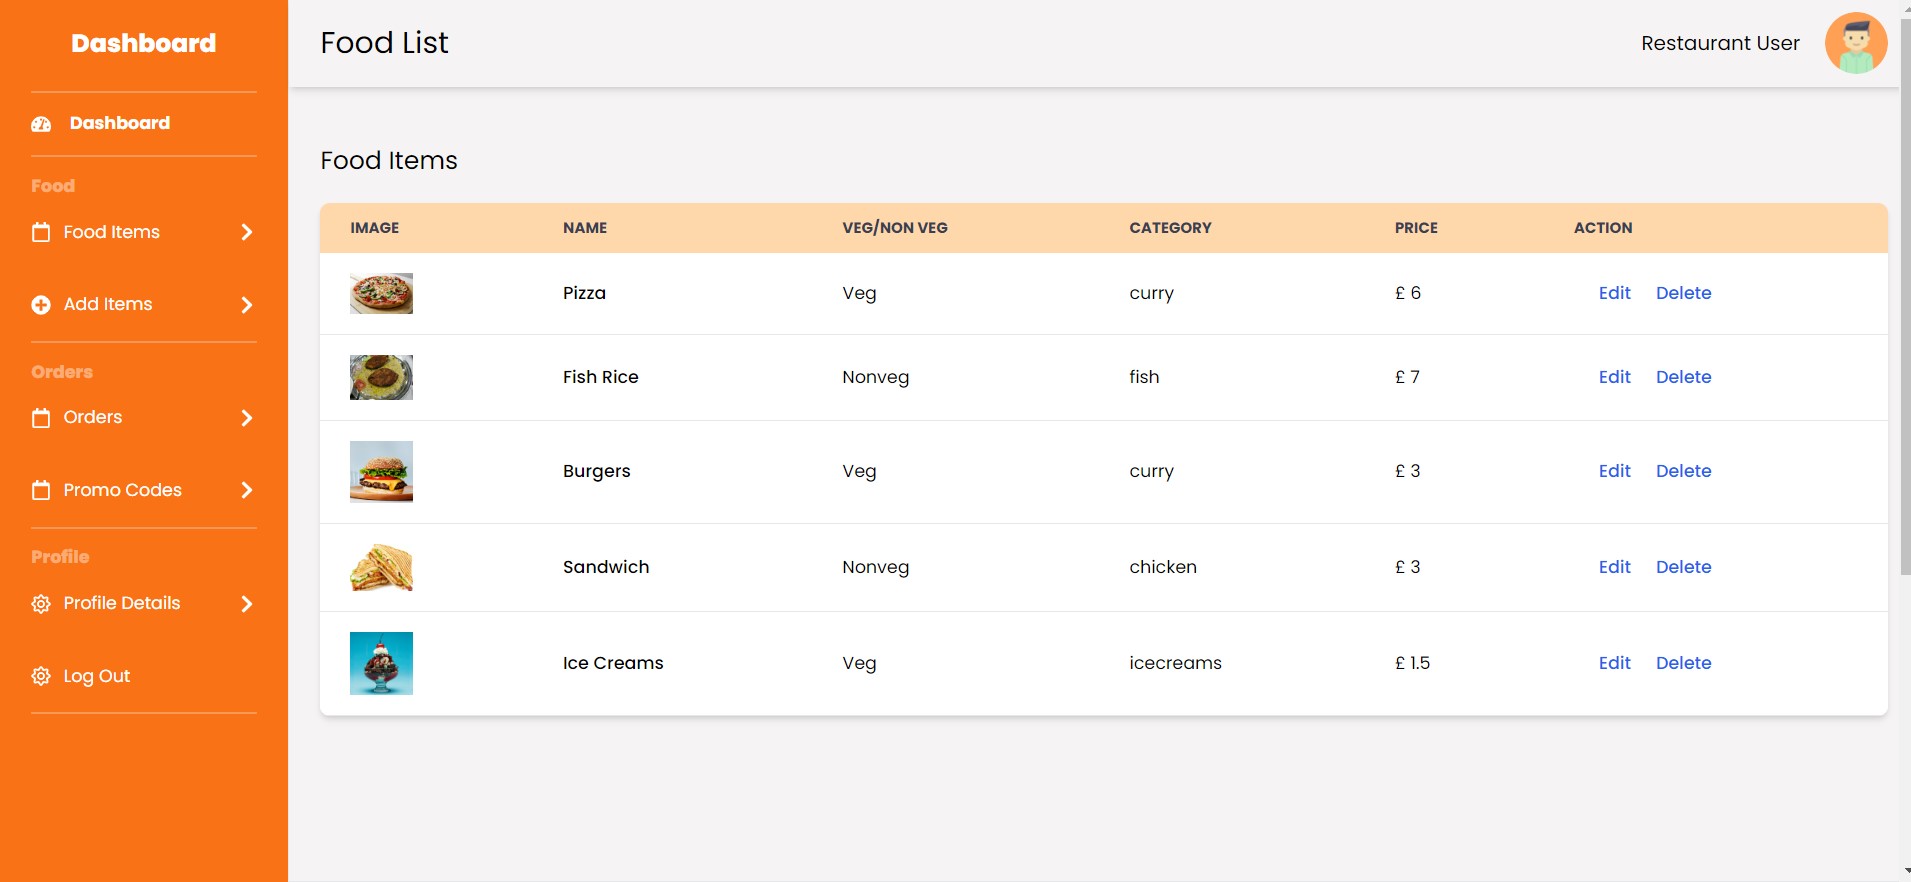 Dashboard
Dashboard
Food
Food Items
Add Items
Orders
Orders
Promo Codes
Profile
Profile Details
Log Out
Food List
Restaurant User
Food Items
IMAGE NAME VEG/NON VEG CATEGORY PRICE ACTION
Pizza Veg curry £ 6 Edit Delete
Fish Rice Nonveg fish £ 7 Edit Delete
Burgers Veg curry £ 3 Edit Delete
Sandwich Nonveg chicken £ 3 Edit Delete
Ice Creams Veg icecreams £ 1.5 Edit Delete